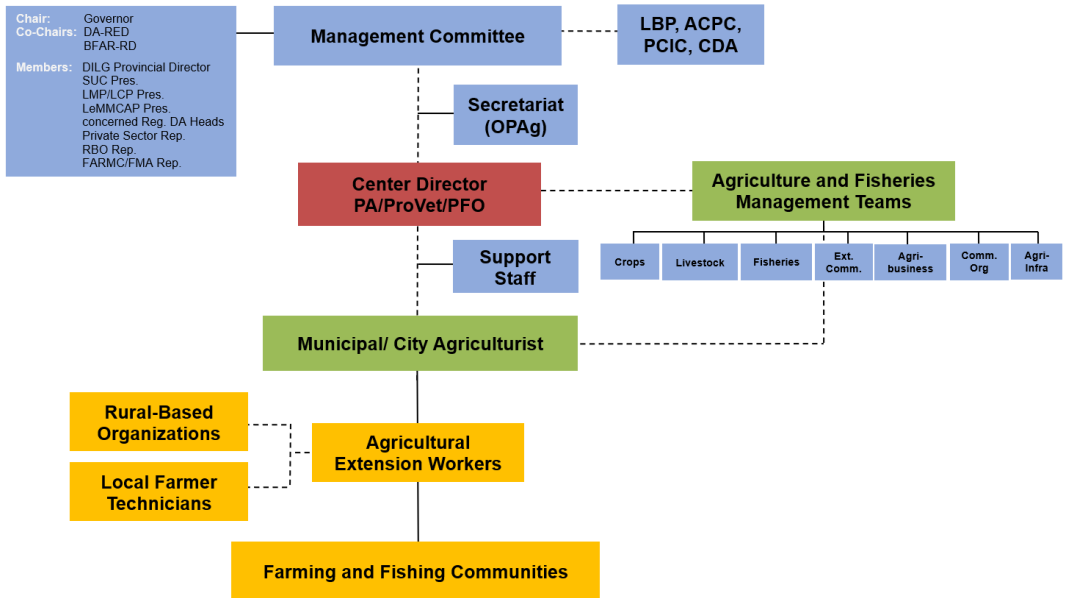 Chair: Governor
Co-Chairs: DA-RED
BFAR-RD
Members: DILG Provincial Director
SUC Pres.
LMP/LCP Pres.
LeMMCAP Pres.
concerned Reg. DA Heads
Private Sector Rep.
RBO Rep.
FARMC/FMA Rep.
Management Committee
LBP, ACPC,
PCIC, CDA
Secretariat
(OPAg)
Center Director
PA/ProVet/PFO
Agriculture and Fisheries
Management Teams
Crops
Livestock
Fisheries
Ext.
Comm.
Agri-
business
Comm.
Org
Agri-
Infra
Support
Staff
Municipal/ City Agriculturist
Rural-Based
Organizations
Local Farmer
Technicians
Agricultural
Extension Workers
Farming and Fishing Communities